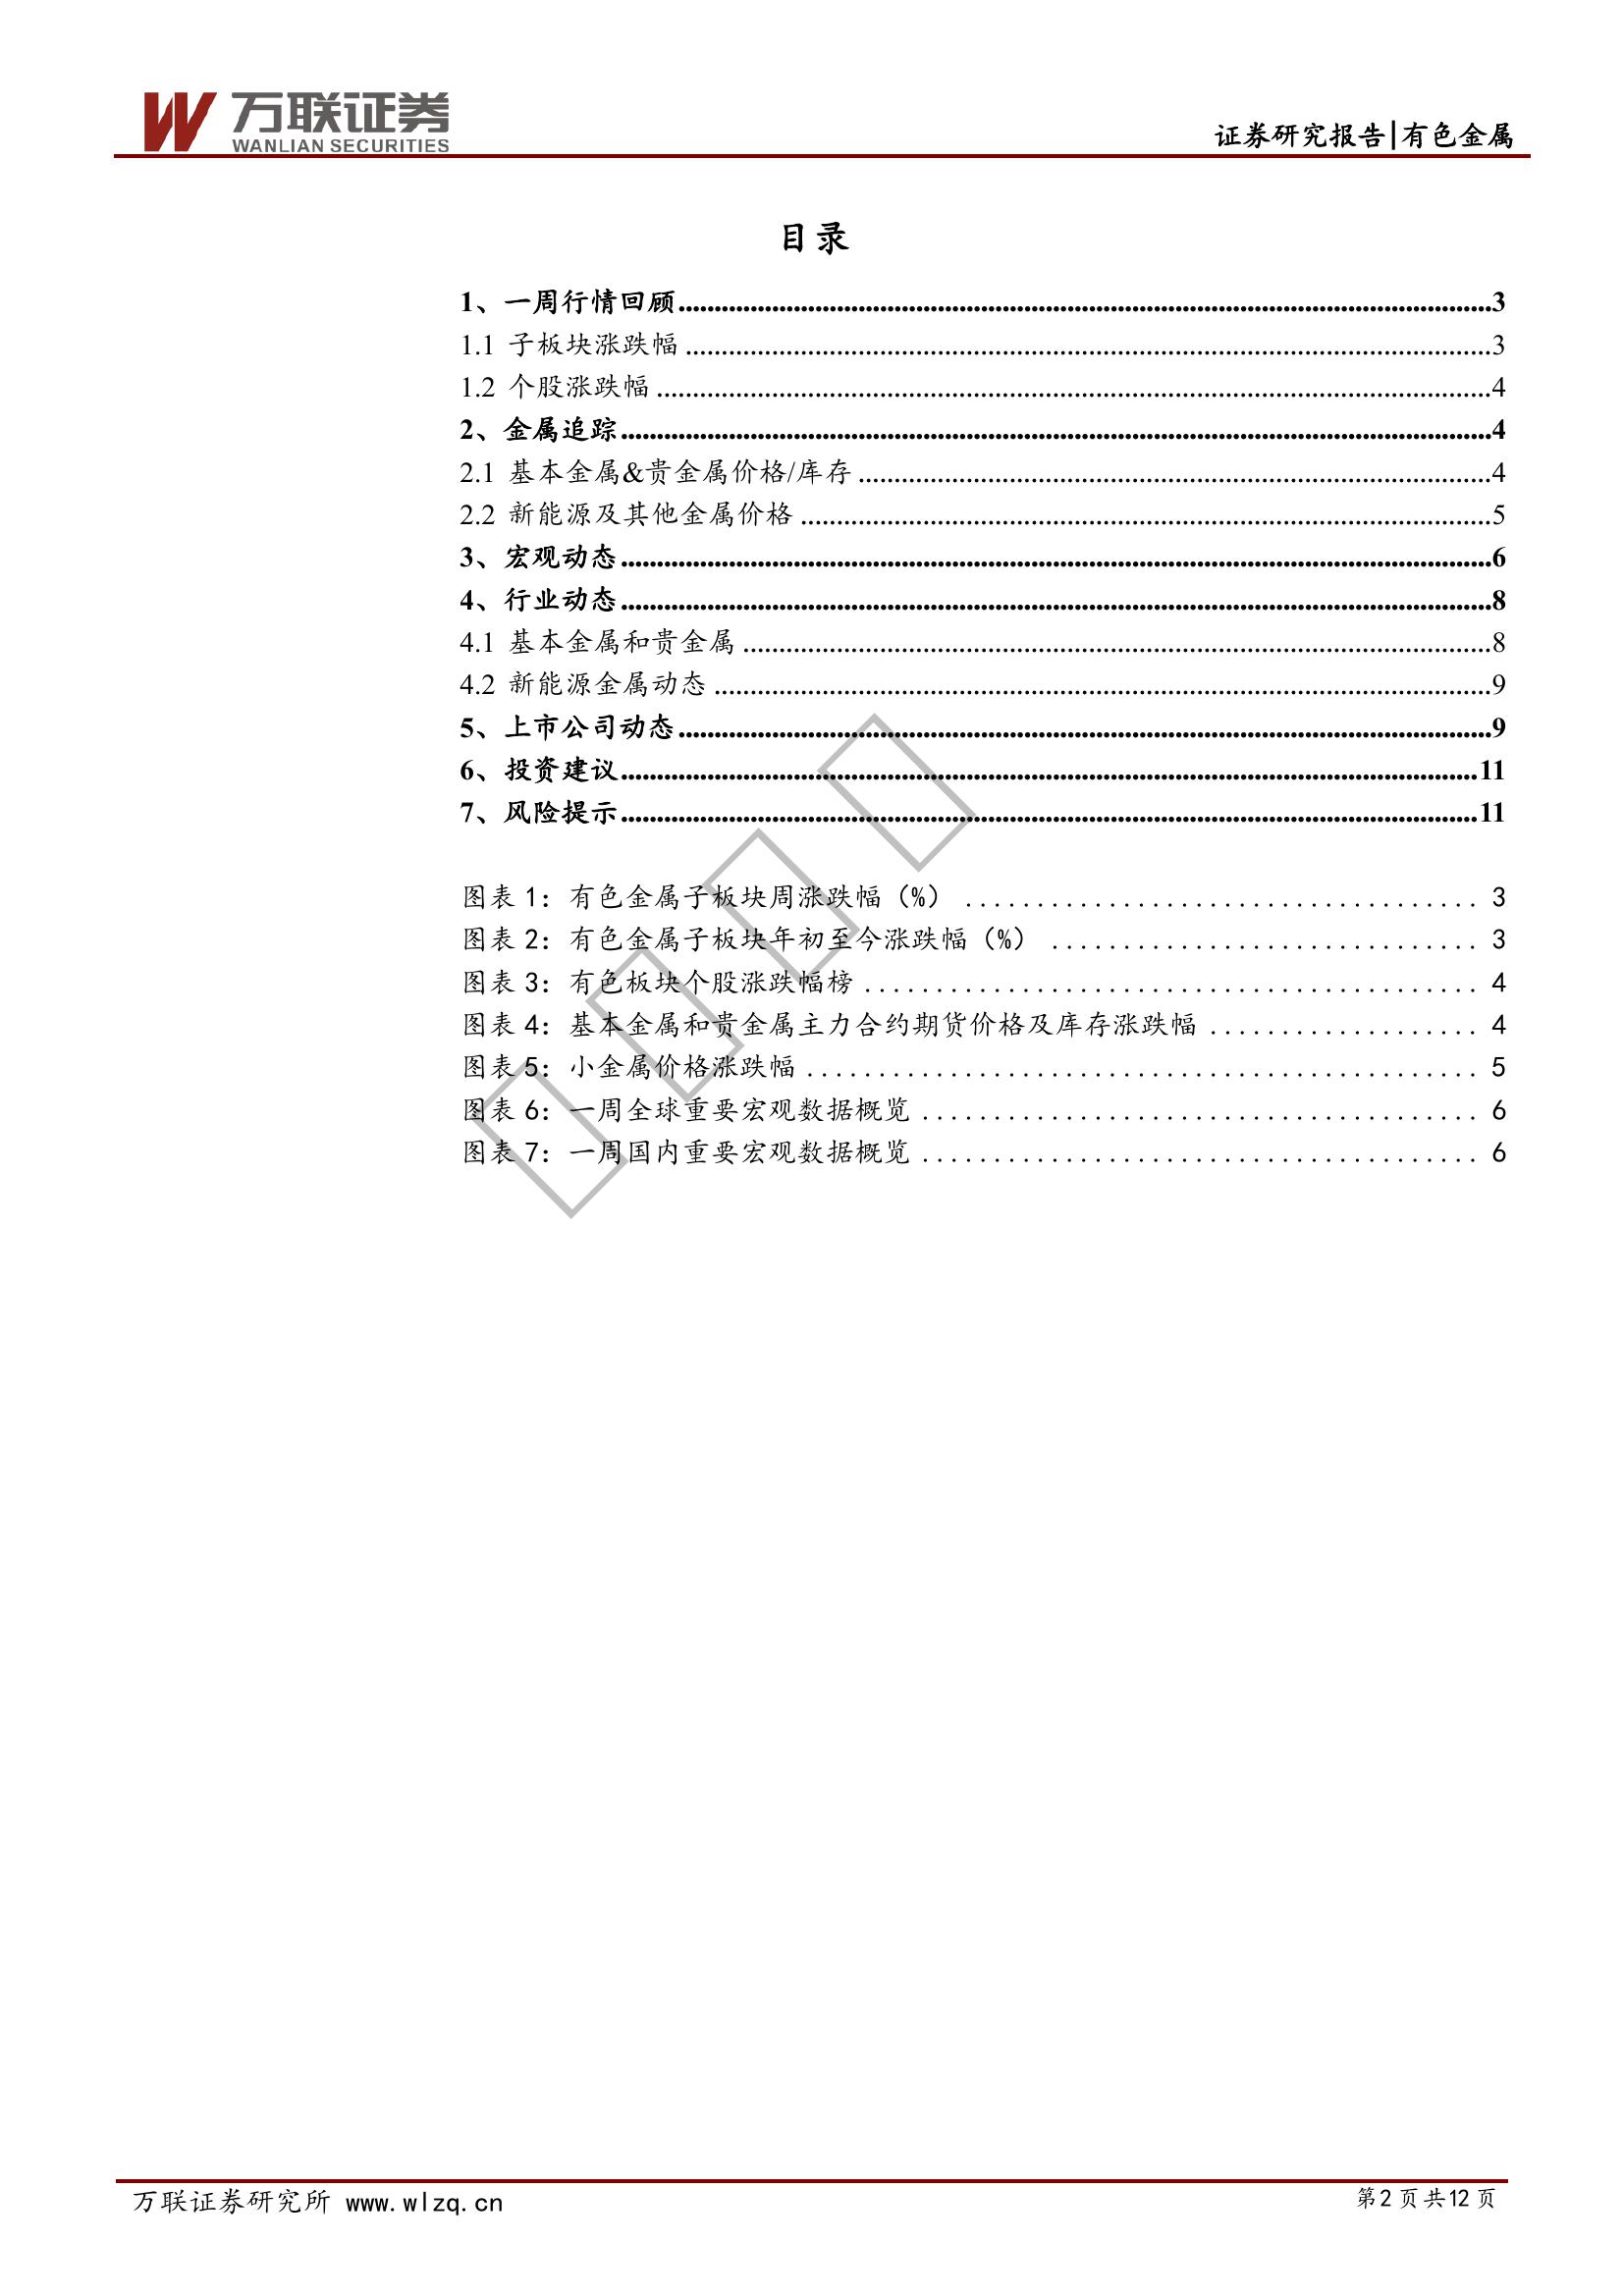 万联证券
WANLIAN SECURITIES
证券研究报告|有色金属
目录
1、一周行情回顾........................................3
1.1 子板块涨跌幅........................................3
1.2 个股涨跌幅........................................4
2、金属追踪........................................4
2.1 基本金属&贵金属价格/库存........................................4
2.2 新能源及其他金属价格........................................5
3、宏观动态........................................6
4、行业动态........................................8
4.1 基本金属和贵金属........................................8
4.2 新能源金属动态........................................9
5、上市公司动态........................................9
6、投资建议........................................11
7、风险提示........................................11
图表 1：有色金属子板块周涨跌幅（%）........................................3
图表 2：有色金属子板块年初至今涨跌幅（%）........................................3
图表 3：有色板块个股涨跌幅榜........................................4
图表 4：基本金属和贵金属主力合约期货价格及库存涨跌幅........................................4
图表 5：小金属价格涨跌幅........................................5
图表 6：一周全球重要宏观数据概览........................................6
图表 7：一周国内重要宏观数据概览........................................6
万联证券研究所 www.wlzq.cn
第 2 页 共 12 页